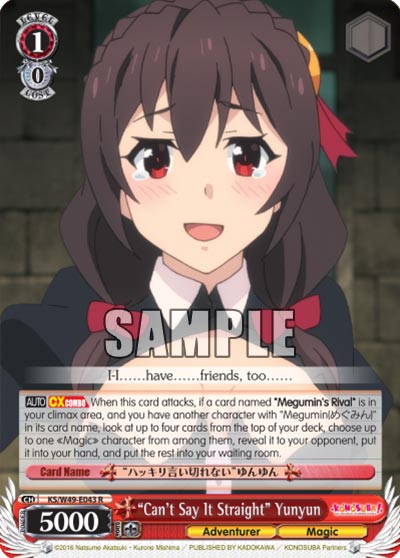 LEVEL
1
0
COST
SAMPLE
I-I……have……friends, too……
AUTO CX COMBO When this card attacks, if a card named "Megumin's Rival" is in
your climax area, and you have another character with "Megumin(めぐみん)"
in its card name, look at up to four cards from the top of your deck, choose up
to one «Magic» character from among them, reveal it to your opponent, put
it into your hand, and put the rest into your waiting room.
Card Name "ハッキリ言い切れない"ゆんゆん
CH KS/W49-E043 R
"Can't Say It Straight" Yunyun
KONOSUBA
5000
Adventurer
Magic
©2016 Natsume Akatsuki・Kurone Mishima / PUBLISHED BY KADOKAWA / KONOSUBA Partners